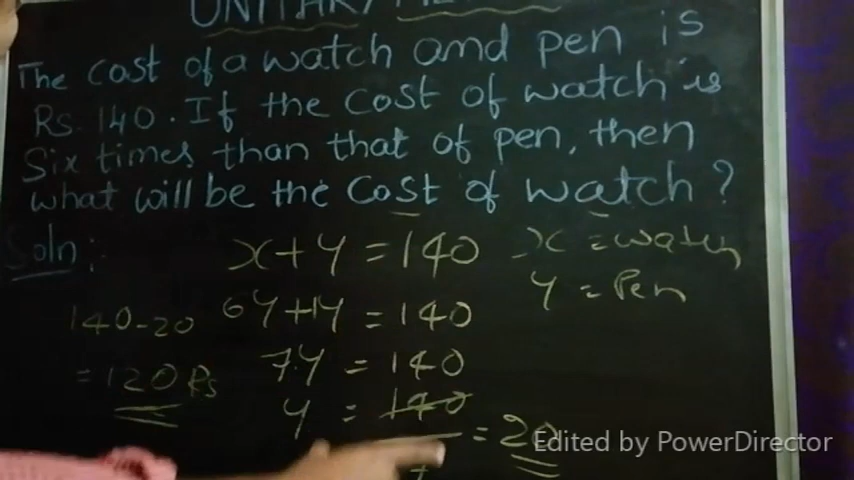 UNITARY
The cost of a watch and pen is
Rs. 140. If the cost of watch is
Six times than that of pen, then
what will be the cost of watch?
Soln:
x+y=140
x = watch
y = Pen
6y+1y = 140
7y = 140
y = 140 = 20
140-20
= 120 Rs
Edited by PowerDirector